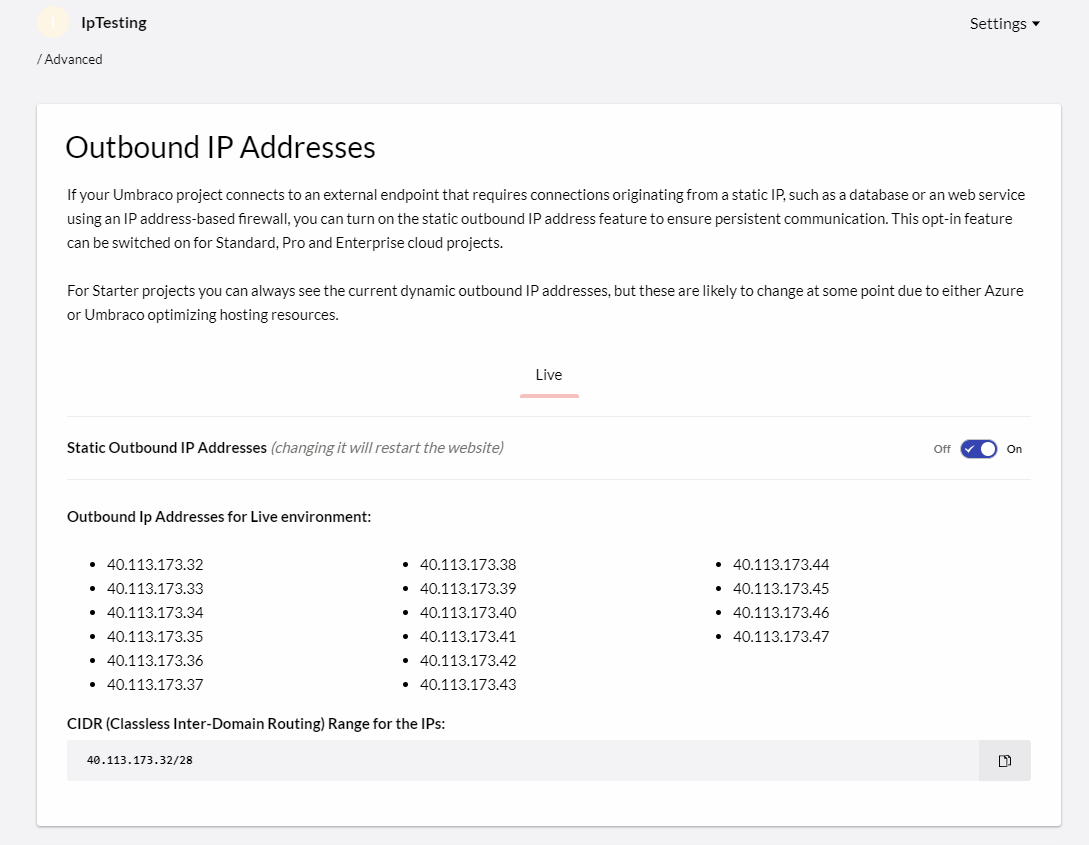 IpTesting
Settings
/ Advanced
Outbound IP Addresses
If your Umbraco project connects to an external endpoint that requires connections originating from a static IP, such as a database or an web service
using an IP address-based firewall, you can turn on the static outbound IP address feature to ensure persistent communication. This opt-in feature
can be switched on for Standard, Pro and Enterprise cloud projects.
For Starter projects you can always see the current dynamic outbound IP addresses, but these are likely to change at some point due to either Azure
or Umbraco optimizing hosting resources.
Live
Static Outbound IP Addresses (changing it will restart the website)
Off On
Outbound Ip Addresses for Live environment:
40.113.173.32
40.113.173.33
40.113.173.34
40.113.173.35
40.113.173.36
40.113.173.37
40.113.173.38
40.113.173.39
40.113.173.40
40.113.173.41
40.113.173.42
40.113.173.43
40.113.173.44
40.113.173.45
40.113.173.46
40.113.173.47
CIDR (Classless Inter-Domain Routing) Range for the IPs:
40.113.173.32/28